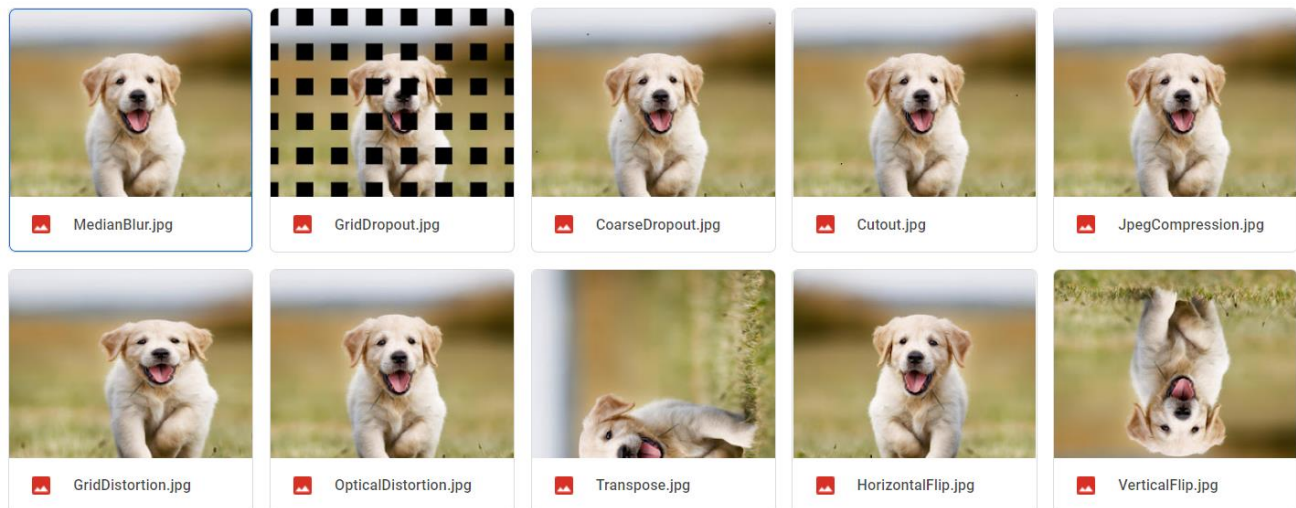 MedianBlur.jpg
GridDropout.jpg
CoarseDropout.jpg
Cutout.jpg
JpegCompression.jpg
GridDistortion.jpg
OpticalDistortion.jpg
Transpose.jpg
HorizontalFlip.jpg
VerticalFlip.jpg